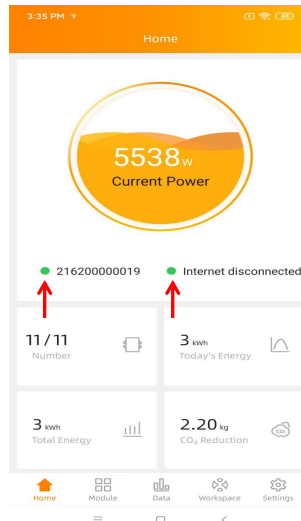 3:35 PM
Home
5538w
Current Power
216200000019
Internet disconnected
11/11
Number
3 kWh
Today's Energy
3 kWh
Total Energy
2.20 kg
CO₂ Reduction
Home
Module
Data
Workspace
Settings